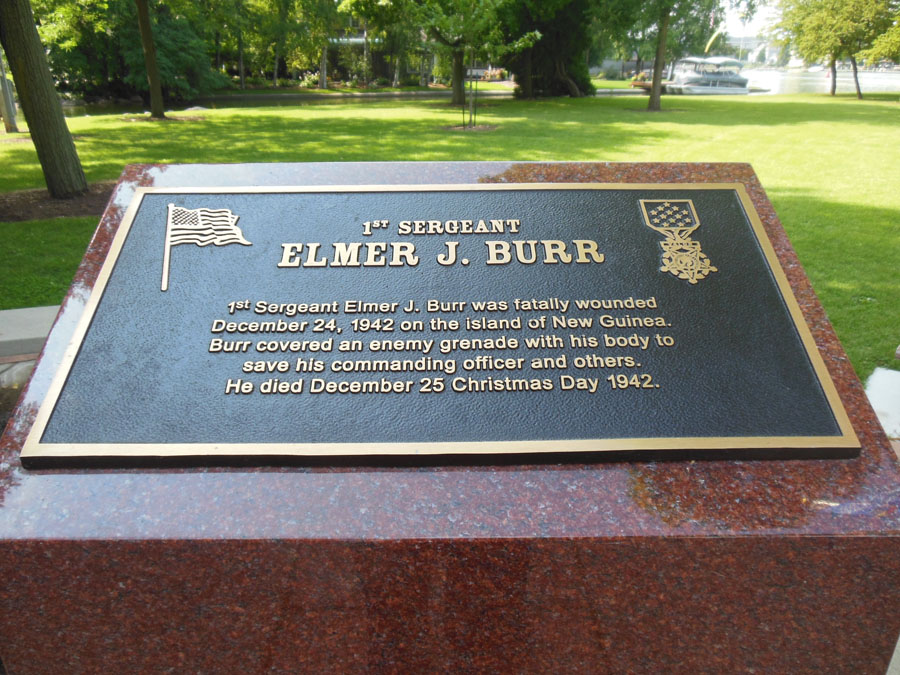 1ST SERGEANT
ELMER J. BURR
1st Sergeant Elmer J. Burr was fatally wounded
December 24, 1942 on the island of New Guinea.
Burr covered an enemy grenade with his body to
save his commanding officer and others.
He died December 25 Christmas Day 1942.